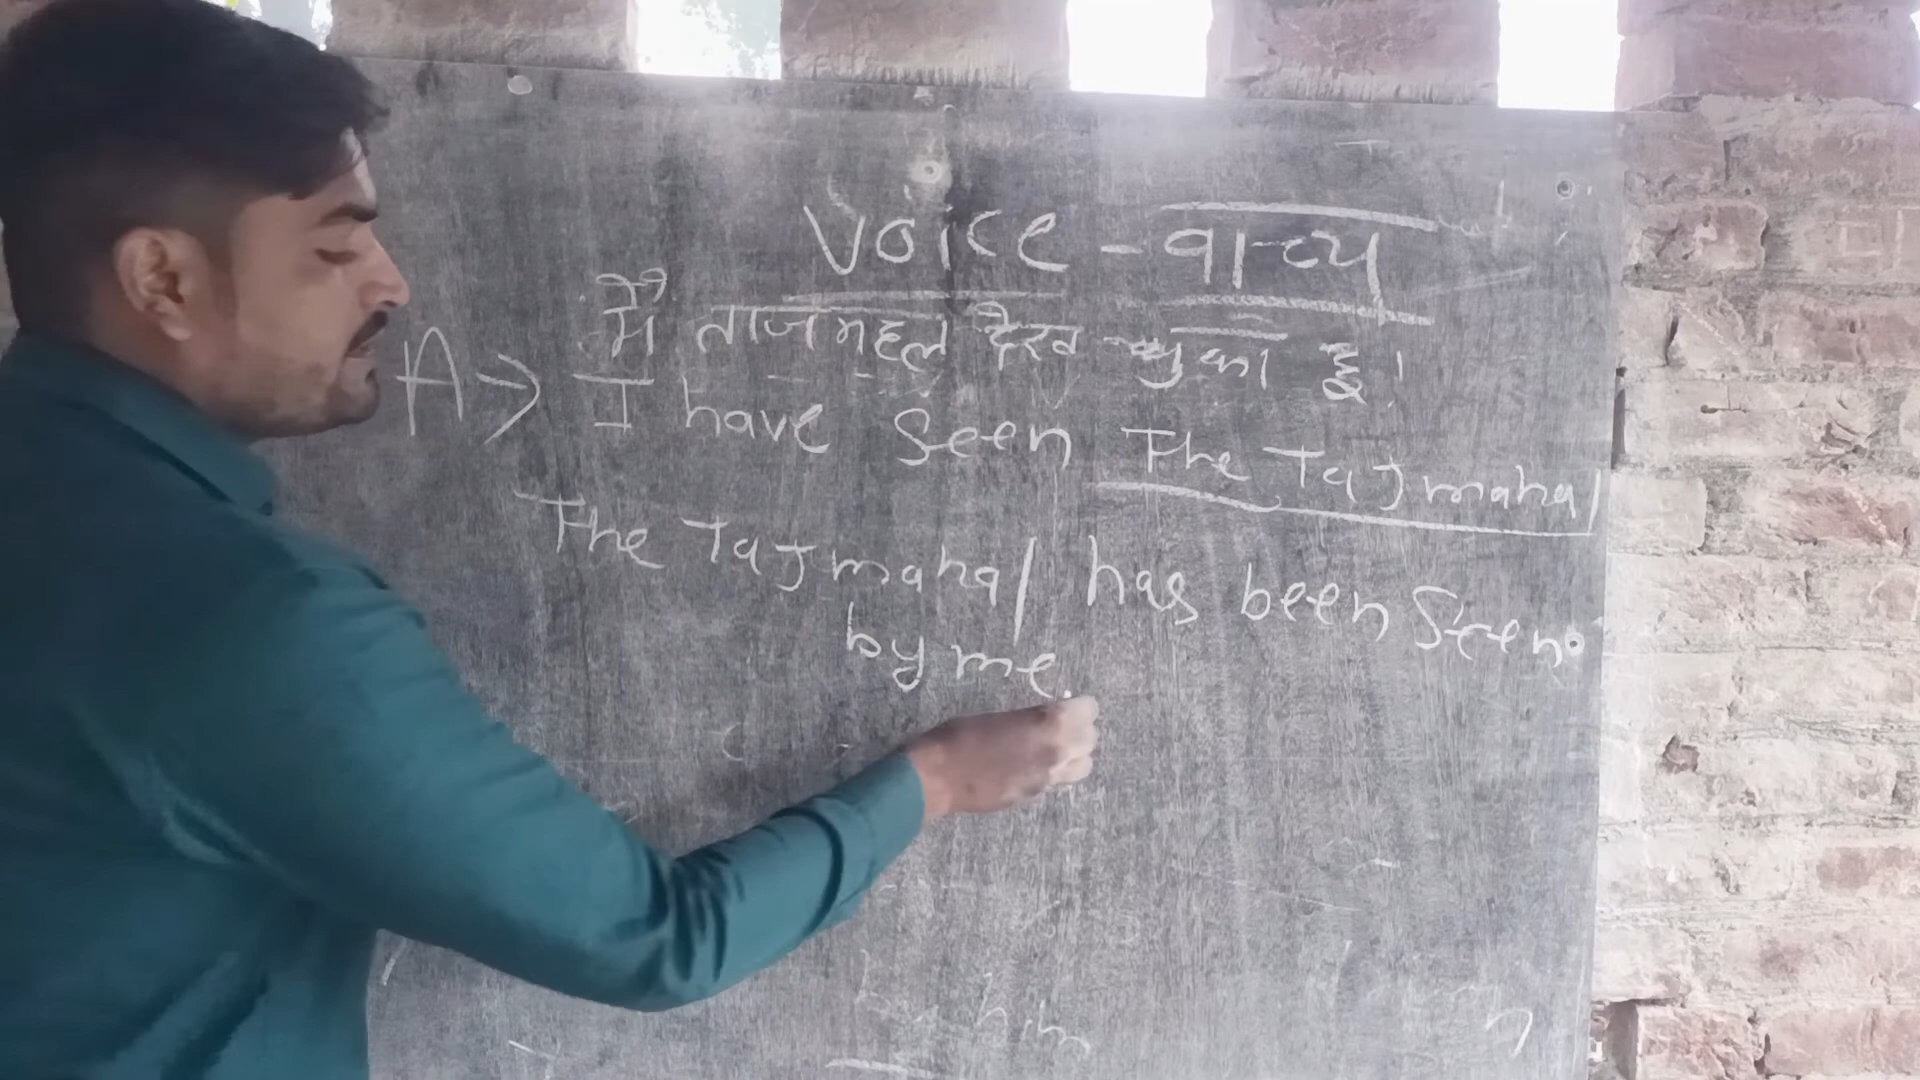 Voice - वाच्य
मैं ताजमहल देख चुका हूँ!
A> I have Seen The Tajmahal
The Tajmahal has been Seen
by me.